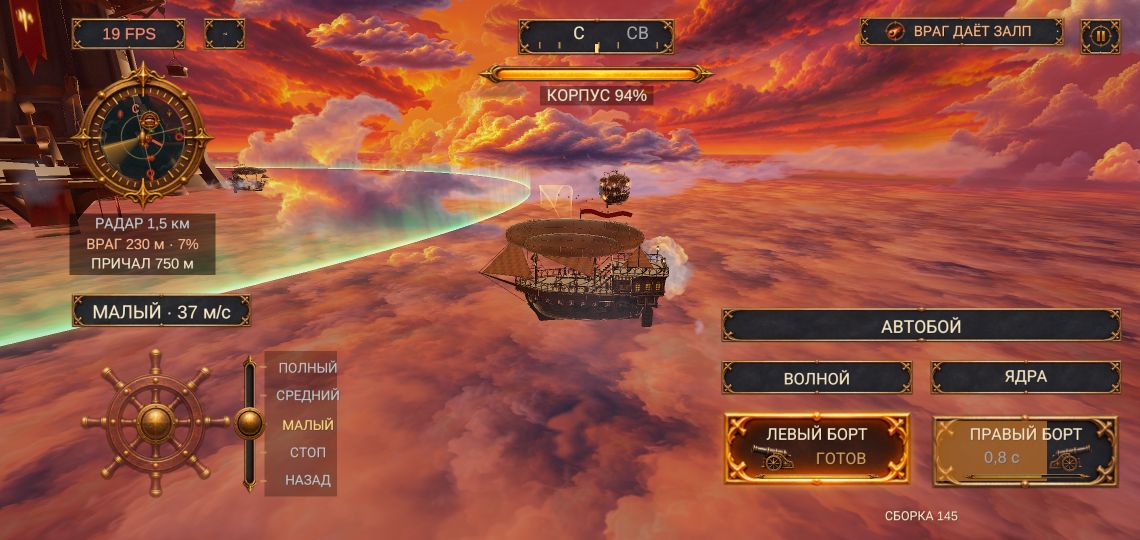 19 FPS
С СВ
ВРАГ ДАЁТ ЗАЛП
КОРПУС 94%
РАДАР 1,5 км
ВРАГ 230 м · 7%
ПРИЧАЛ 750 м
МАЛЫЙ · 37 м/с
ПОЛНЫЙ
СРЕДНИЙ
МАЛЫЙ
СТОП
НАЗАД
АВТОБОЙ
ВОЛНОЙ
ЯДРА
ЛЕВЫЙ БОРТ
ГОТОВ
ПРАВЫЙ БОРТ
0,8 с
СБОРКА 145